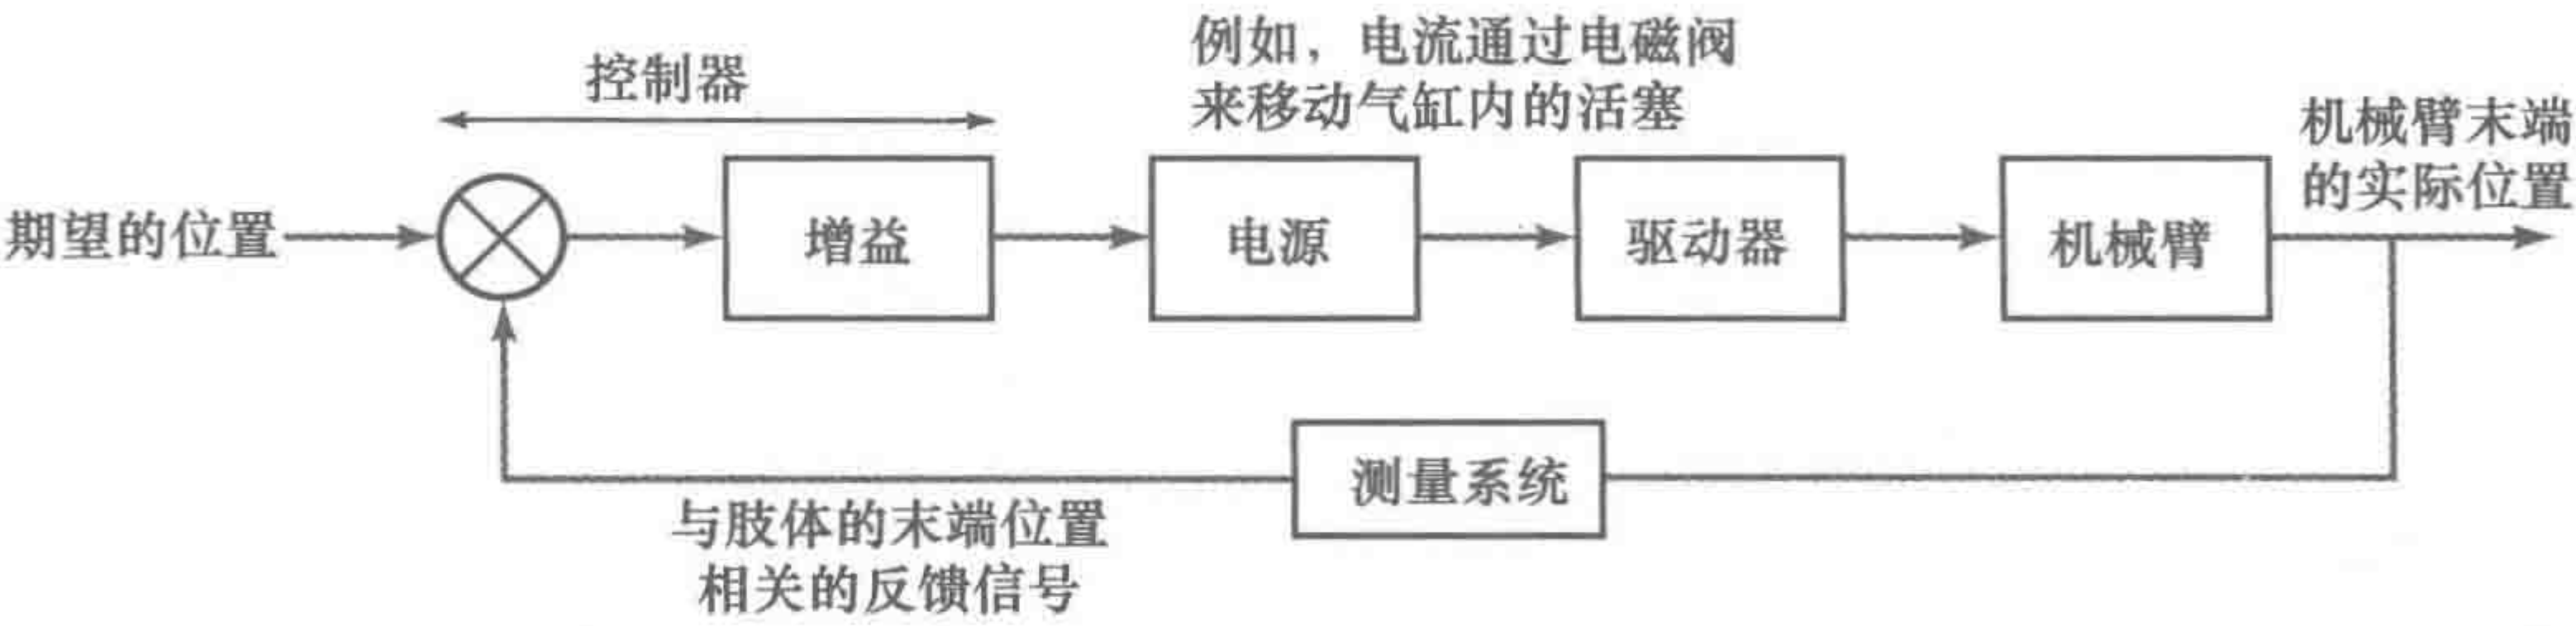 控制器
例如，电流通过电磁阀
来移动气缸内的活塞
机械臂末端
的实际位置
期望的位置
增益
电源
驱动器
机械臂
测量系统
与肢体的末端位置
相关的反馈信号